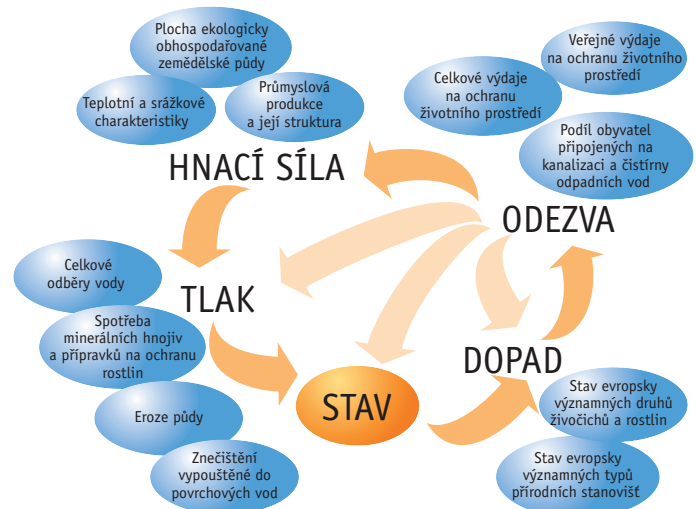 Plocha ekologicky
obhospodařované
zemědělské půdy
Teplotní a srážkové
charakteristiky
Průmyslová
produkce
a její struktura
HNACÍ SÍLA
Veřejné výdaje
na ochranu životního
prostředí
Celkové výdaje
na ochranu
životního prostředí
Podíl obyvatel
připojených na
kanalizaci a čistírny
odpadních vod
ODEZVA
Celkové
odběry vody
TLAK
Spotřeba
minerálních hnojiv
a přípravků na ochranu
rostlin
Eroze půdy
Znečištění
vypouštěné do
povrchových vod
STAV
DOPAD
Stav evropsky
významných druhů
živočichů a rostlin
Stav evropsky
významných typů
přírodních stanovišť